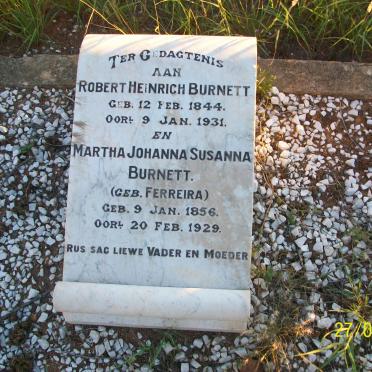 TER GEDAGTENIS
AAN
ROBERT HEINRICH BURNETT
GEB. 12 FEB. 1844.
OORL 9 JAN. 1931.
EN
MARTHA JOHANNA SUSANNA
BURNETT.
(GEB. FERREIRA)
GEB. 9 JAN. 1856.
OORL 20 FEB. 1929.
RUS SAG LIEWE VADER EN MOEDER